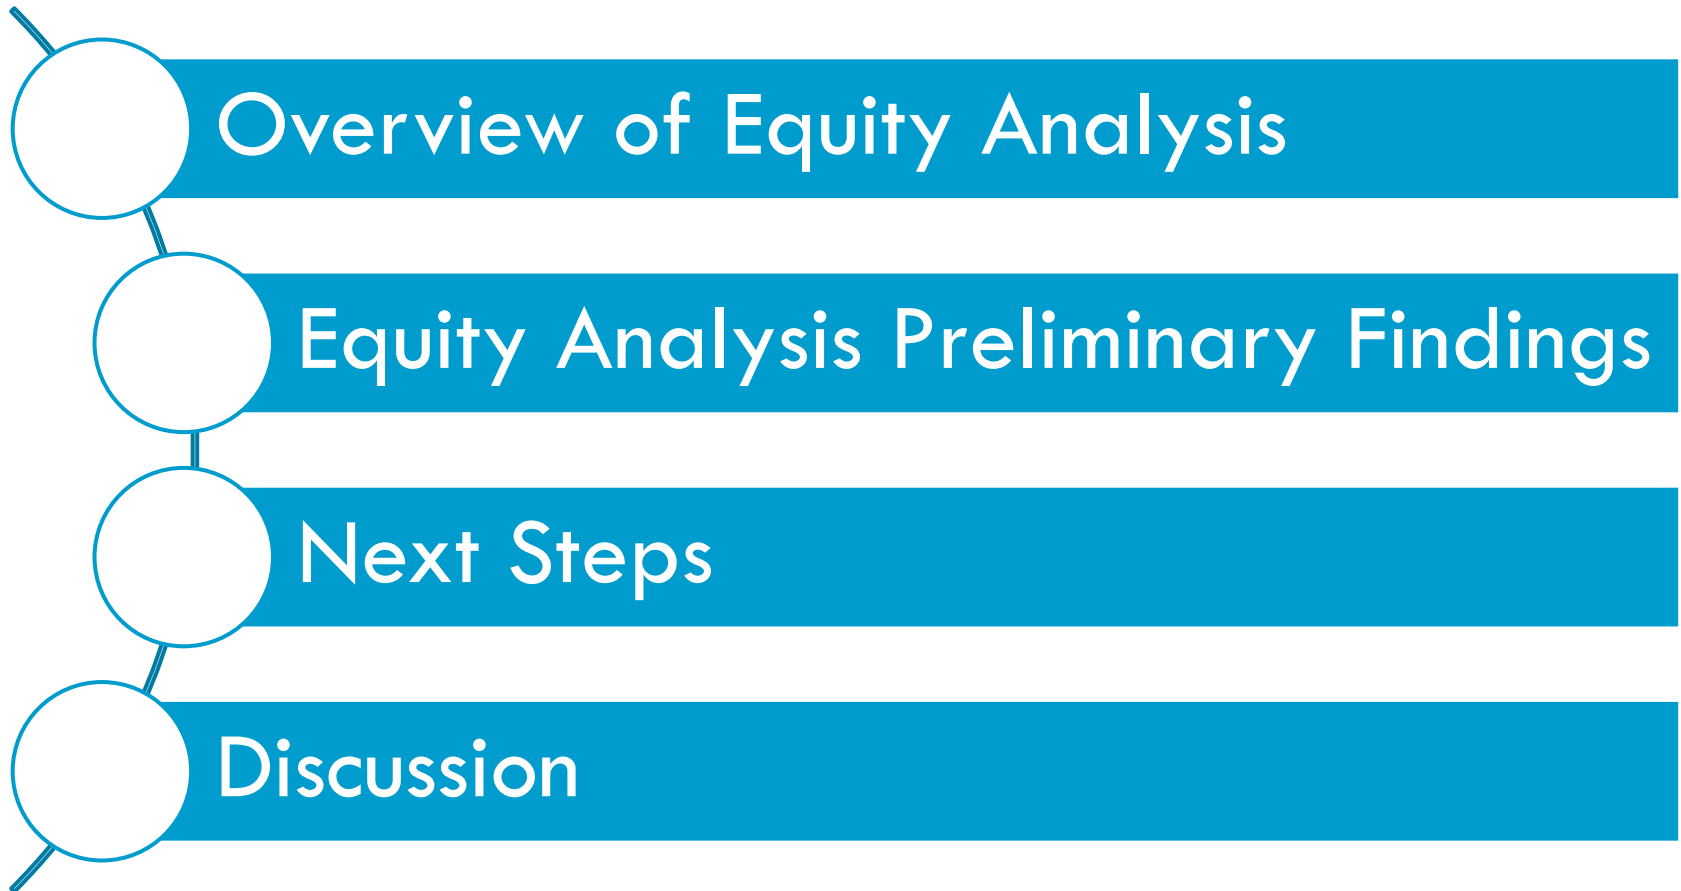 Overview of Equity Analysis
Equity Analysis Preliminary Findings
Next Steps
Discussion